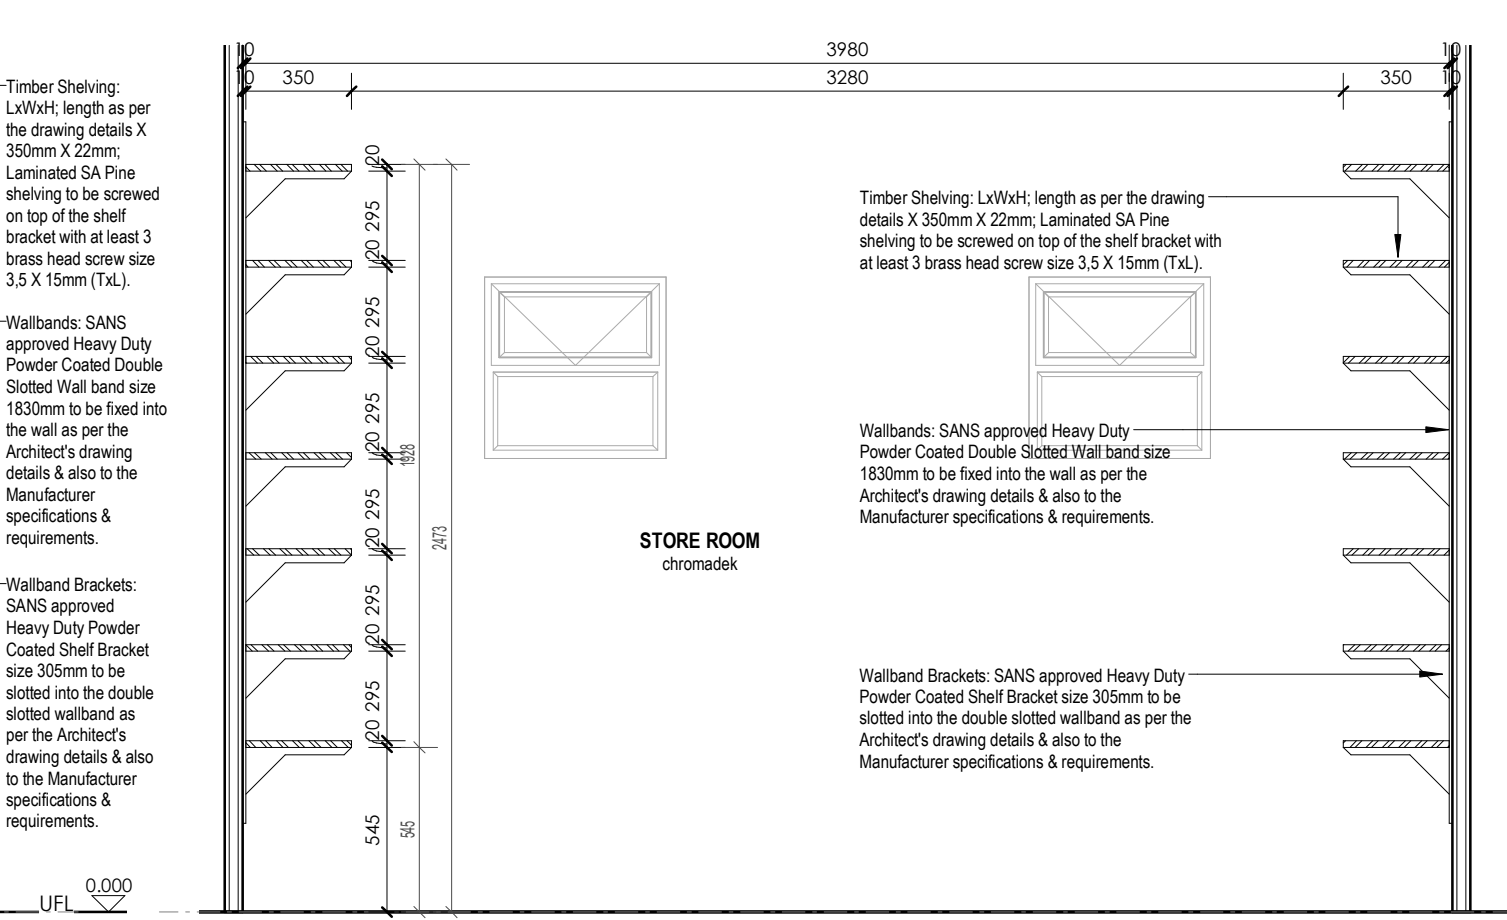 10
3980
10
10
350
3280
350
10
Timber Shelving:
LxWxH; length as per
the drawing details X
350mm X 22mm;
Laminated SA Pine
shelving to be screwed
on top of the shelf
bracket with at least 3
brass head screw size
3,5 X 15mm (TxL).
Wallbands: SANS
approved Heavy Duty
Powder Coated Double
Slotted Wall band size
1830mm to be fixed into
the wall as per the
Architect's drawing
details & also to the
Manufacturer
specifications &
requirements.
Wallband Brackets:
SANS approved
Heavy Duty Powder
Coated Shelf Bracket
size 305mm to be
slotted into the double
slotted wallband as
per the Architect's
drawing details & also
to the Manufacturer
specifications &
requirements.
20
295
20
295
20
295
20
295
20
295
20
295
20
545
1928
545
2473
STORE ROOM
chromadek
Timber Shelving: LxWxH; length as per the drawing
details X 350mm X 22mm; Laminated SA Pine
shelving to be screwed on top of the shelf bracket with
at least 3 brass head screw size 3,5 X 15mm (TxL).
Wallbands: SANS approved Heavy Duty
Powder Coated Double Slotted Wall band size
1830mm to be fixed into the wall as per the
Architect's drawing details & also to the
Manufacturer specifications & requirements.
Wallband Brackets: SANS approved Heavy Duty
Powder Coated Shelf Bracket size 305mm to be
slotted into the double slotted wallband as per the
Architect's drawing details & also to the
Manufacturer specifications & requirements.
0.000
UFL